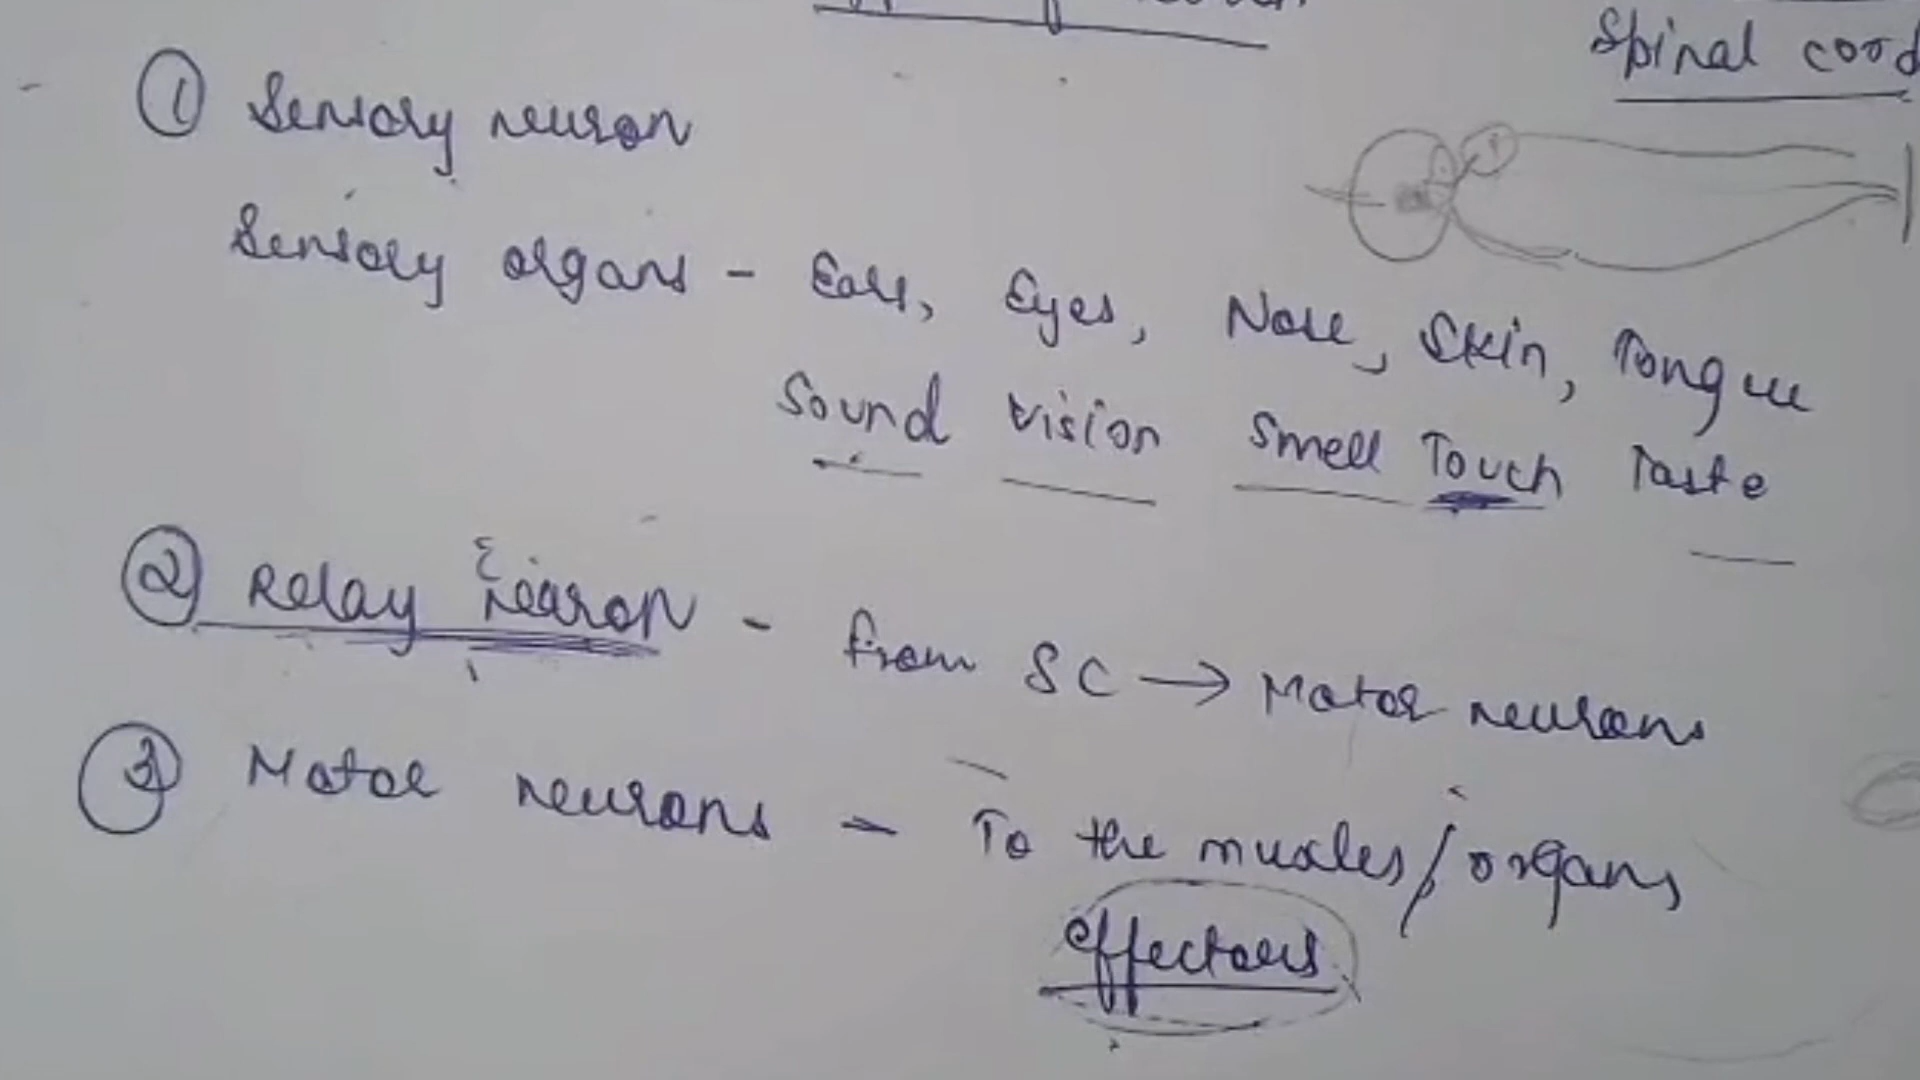 Spinal cord
① Sensory neuron
Sensory organs - Ears, Eyes, Nose, Skin, Tongue
Sound Vision Smell Touch Taste
② Relay neuron - from SC → Motor neurons
③ Motor neurons - To the muscles/organs
effectors